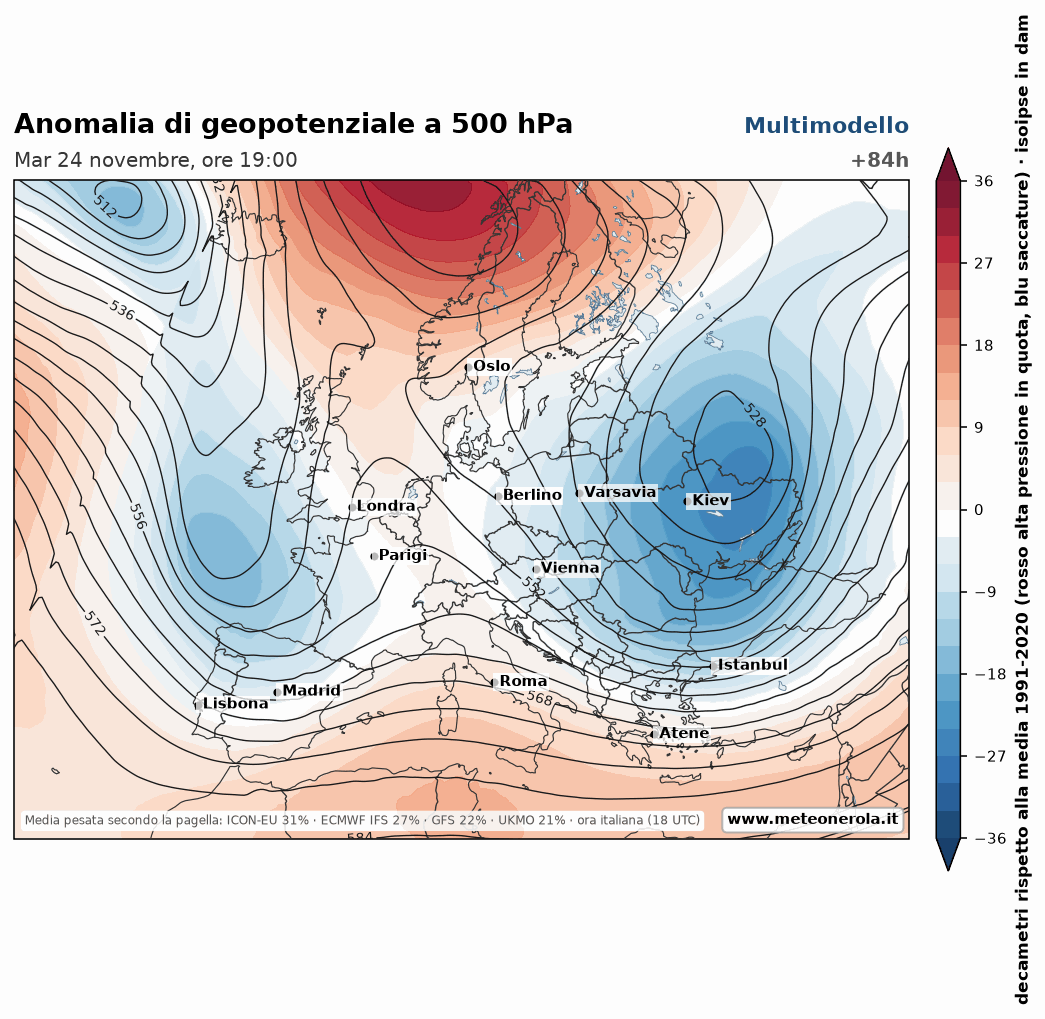 Anomalia di geopotenziale a 500 hPa
Multimodello
Mar 24 novembre, ore 19:00
+84h
512
536
528
556
572
568
584
Oslo
Londra
Berlino
Varsavia
Kiev
Parigi
Vienna
Istanbul
Madrid
Roma
Lisbona
Atene
Media pesata secondo la pagella: ICON-EU 31% · ECMWF IFS 27% · GFS 22% · UKMO 21% · ora italiana (18 UTC)
www.meteonerola.it
36
27
18
9
0
−9
−18
−27
−36
decametri rispetto alla media 1991-2020 (rosso alta pressione in quota, blu saccature) · isoipse in dam